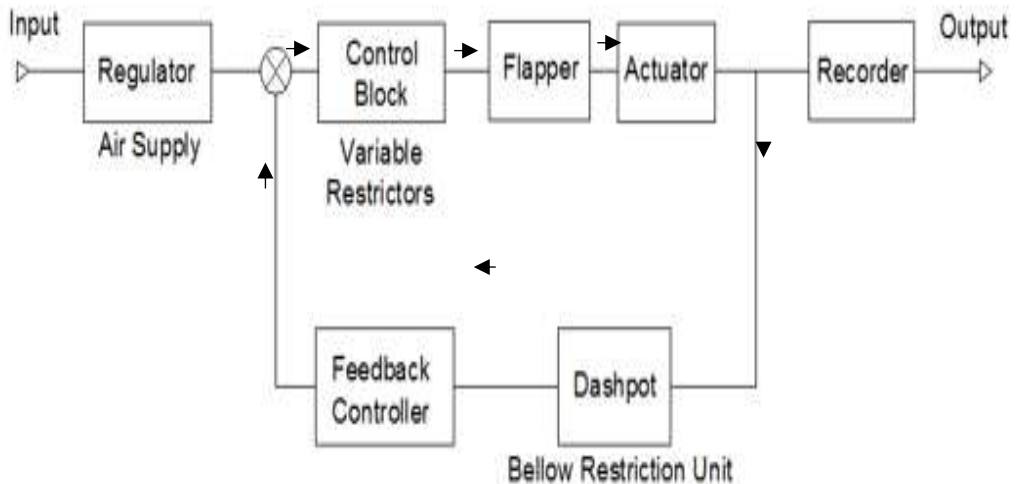 Input
Output
Regulator
Control
Block
Flapper
Actuator
Recorder
Air Supply
Variable
Restrictors
Feedback
Controller
Dashpot
Bellow Restriction Unit